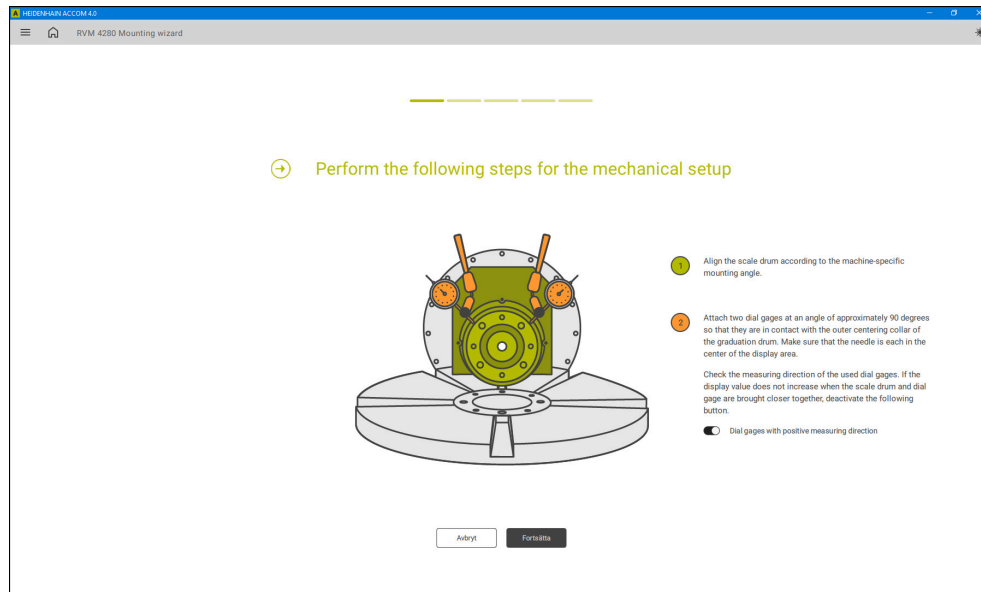 HEIDENHAIN ACCOM 4.0
RVM 4280 Mounting wizard
Perform the following steps for the mechanical setup
1
Align the scale drum according to the machine-specific
mounting angle.
2
Attach two dial gages at an angle of approximately 90 degrees
so that they are in contact with the outer centering collar of
the graduation drum. Make sure that the needle is each in the
center of the display area.
Check the measuring direction of the used dial gages. If the
display value does not increase when the scale drum and dial
gage are brought closer together, deactivate the following
button.
Dial gages with positive measuring direction
Avbryt
Fortsätta